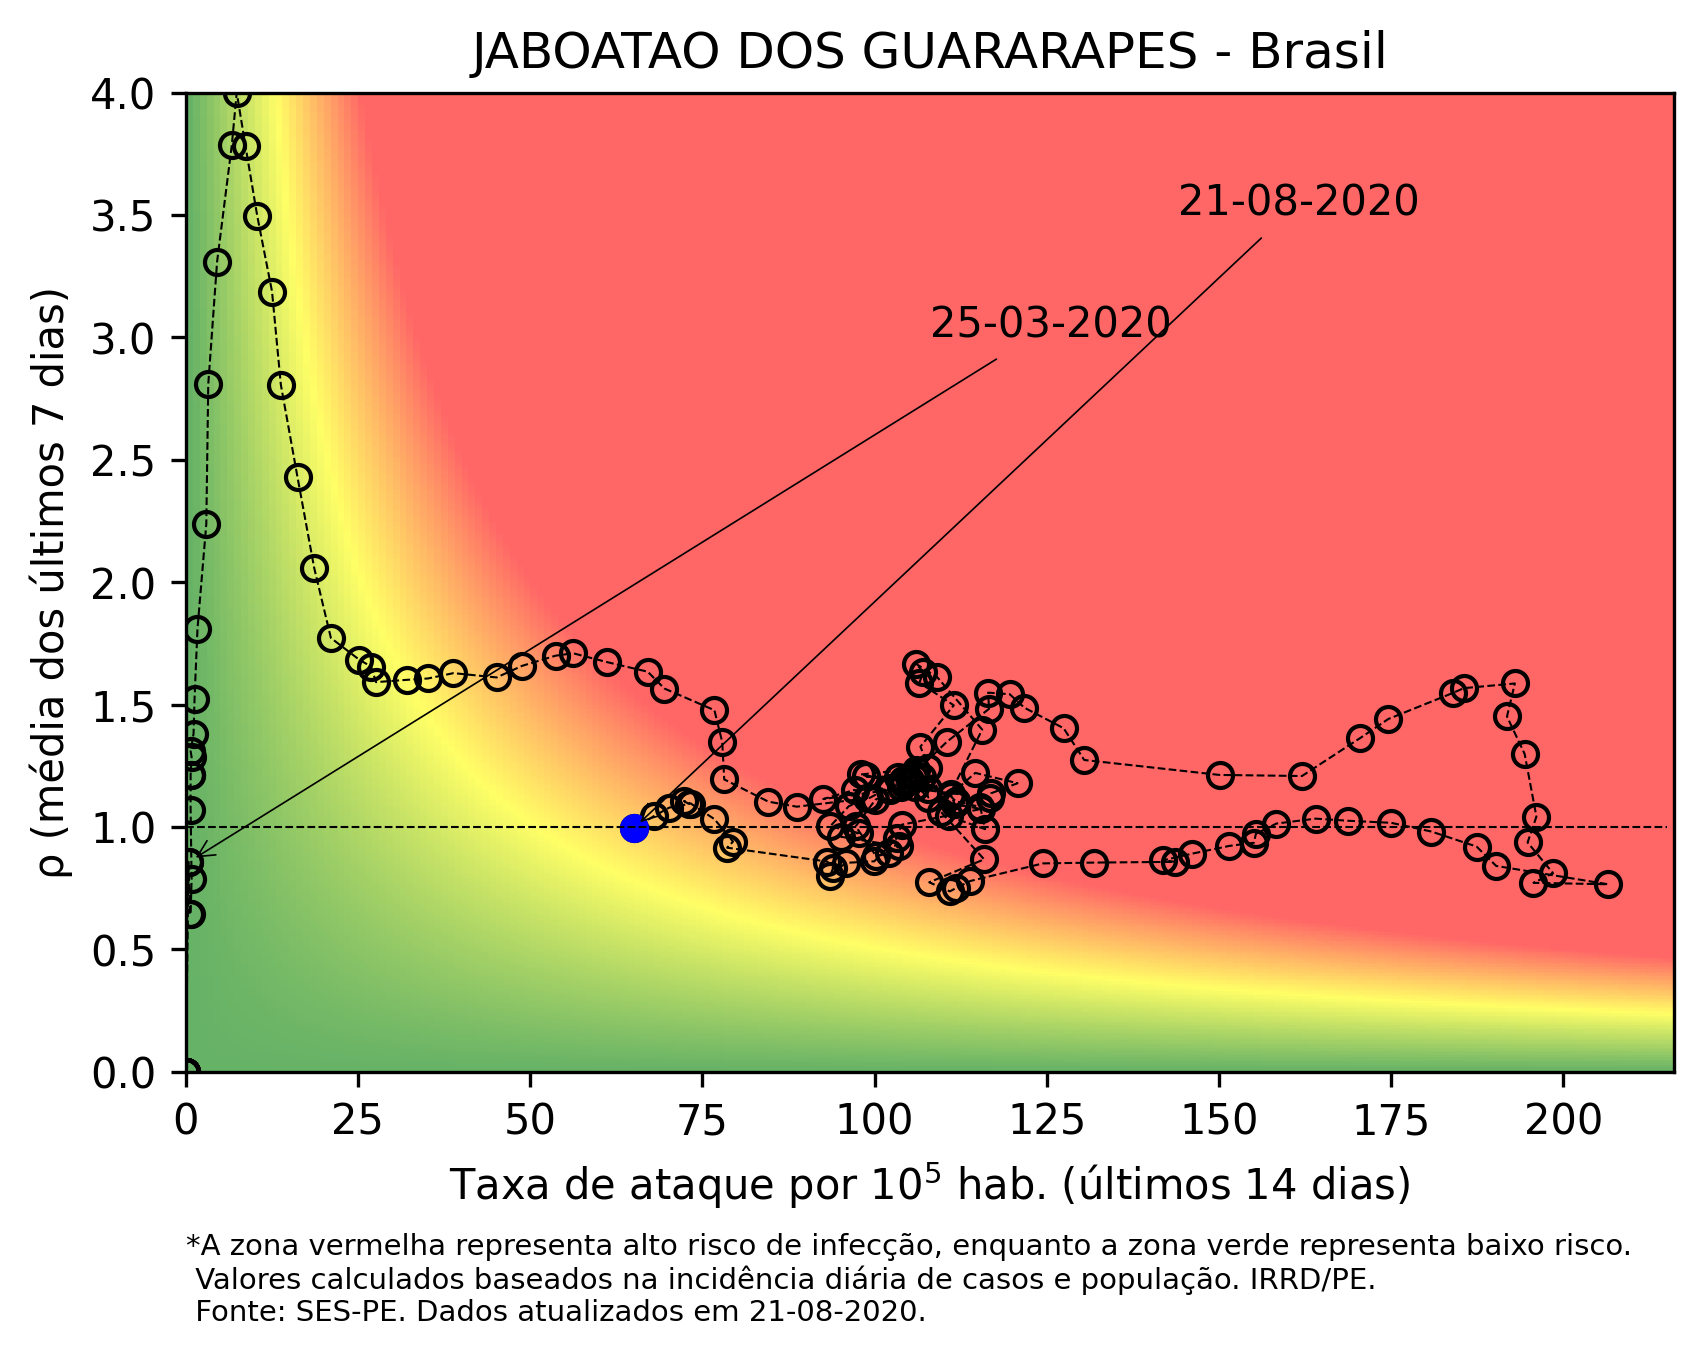 JABOATAO DOS GUARARAPES - Brasil
4.0
3.5
3.0
2.5
2.0
1.5
1.0
0.5
0.0
ρ (média dos últimos 7 dias)
21-08-2020
25-03-2020
0 25 50 75 100 125 150 175 200
Taxa de ataque por 10⁵ hab. (últimos 14 dias)
*A zona vermelha representa alto risco de infecção, enquanto a zona verde representa baixo risco.
Valores calculados baseados na incidência diária de casos e população. IRRD/PE.
Fonte: SES-PE. Dados atualizados em 21-08-2020.